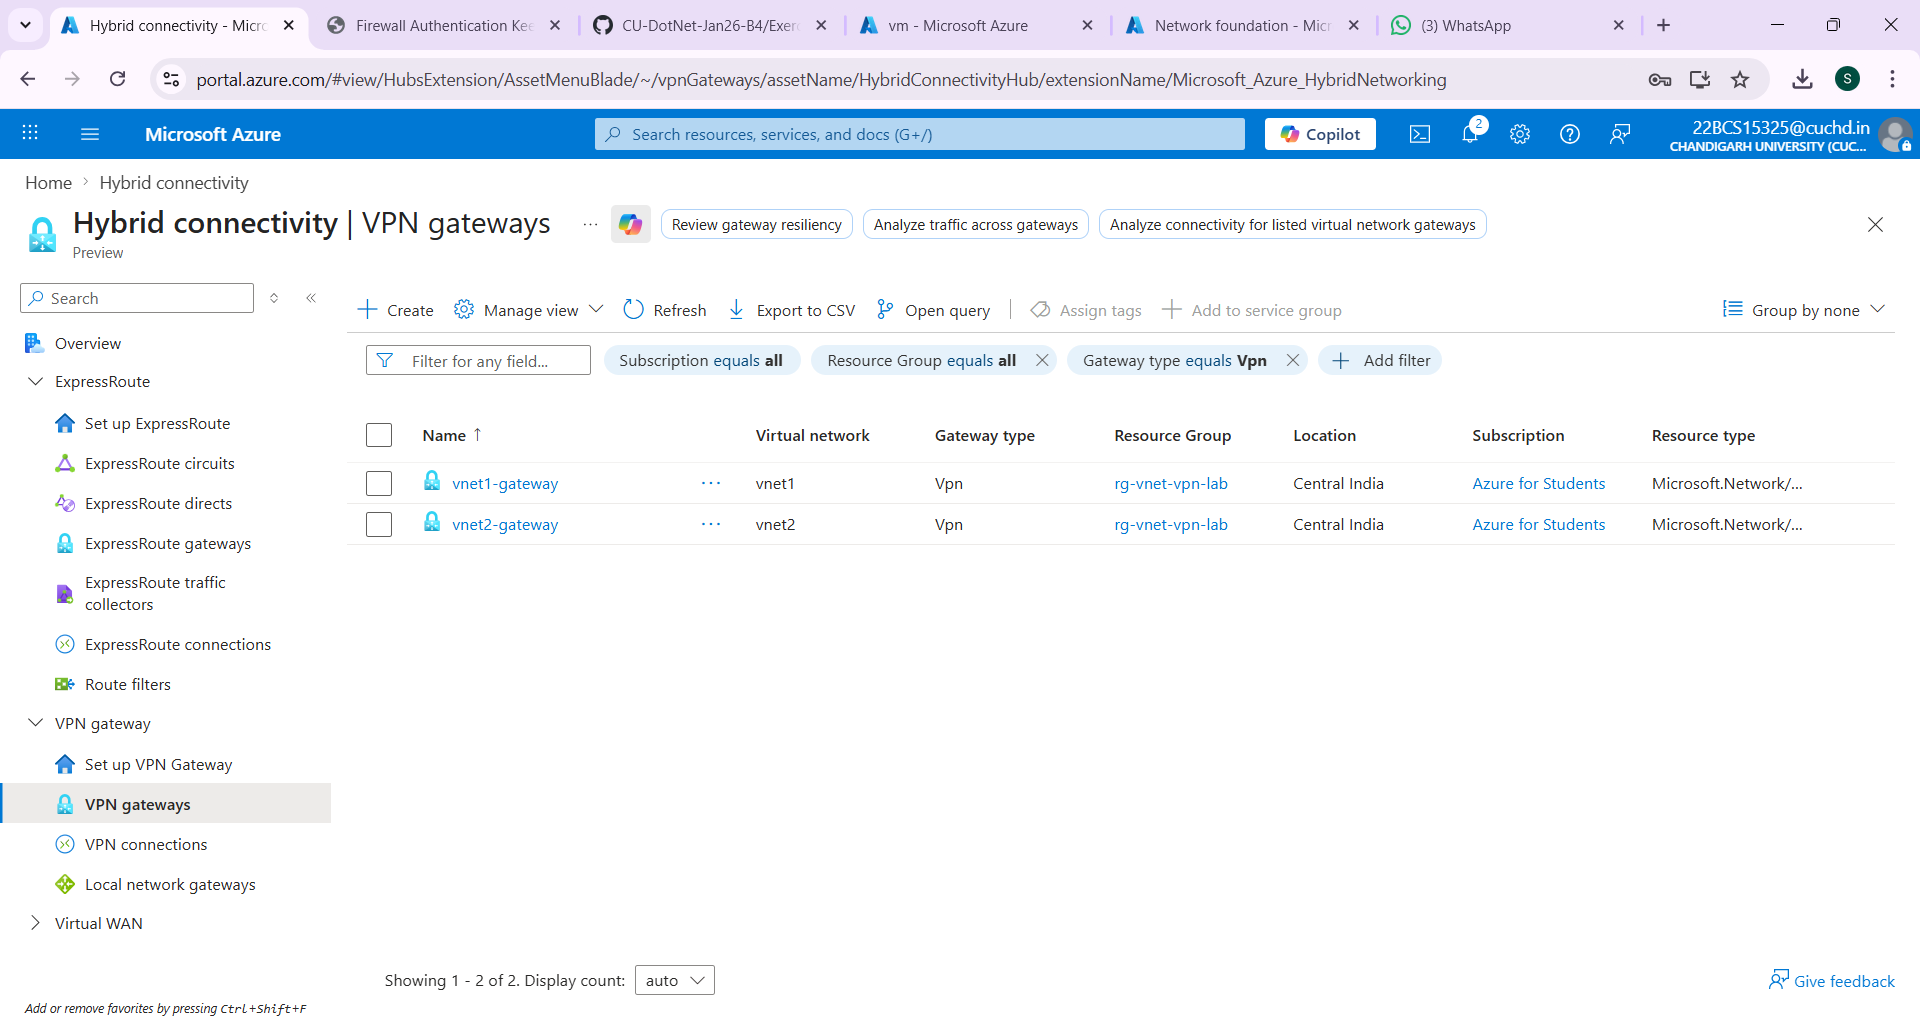 Hybrid connectivity - Micro
Firewall Authentication Kee
CU-DotNet-Jan26-B4/Exerc
vm - Microsoft Azure
Network foundation - Micr
(3) WhatsApp
portal.azure.com/#view/HubsExtension/AssetMenuBlade/~/vpnGateways/assetName/HybridConnectivityHub/extensionName/Microsoft_Azure_HybridNetworking
S
Microsoft Azure
Search resources, services, and docs (G+/)
Copilot
2
22BCS15325@cuchd.in
CHANDIGARH UNIVERSITY (CUC...
Home > Hybrid connectivity
Hybrid connectivity | VPN gateways
...
Review gateway resiliency
Analyze traffic across gateways
Analyze connectivity for listed virtual network gateways
Preview
Search
Overview
ExpressRoute
Set up ExpressRoute
ExpressRoute circuits
ExpressRoute directs
ExpressRoute gateways
ExpressRoute traffic
collectors
ExpressRoute connections
Route filters
VPN gateway
Set up VPN Gateway
VPN gateways
VPN connections
Local network gateways
Virtual WAN
Add or remove favorites by pressing Ctrl+Shift+F
Create
Manage view
Refresh
Export to CSV
Open query
Assign tags
Add to service group
Group by none
Filter for any field...
Subscription equals all
Resource Group equals all
Gateway type equals Vpn
Add filter
Name ↑ Virtual network Gateway type Resource Group Location Subscription Resource type
vnet1-gateway ... vnet1 Vpn rg-vnet-vpn-lab Central India Azure for Students Microsoft.Network/...
vnet2-gateway ... vnet2 Vpn rg-vnet-vpn-lab Central India Azure for Students Microsoft.Network/...
Showing 1 - 2 of 2. Display count: auto
Give feedback